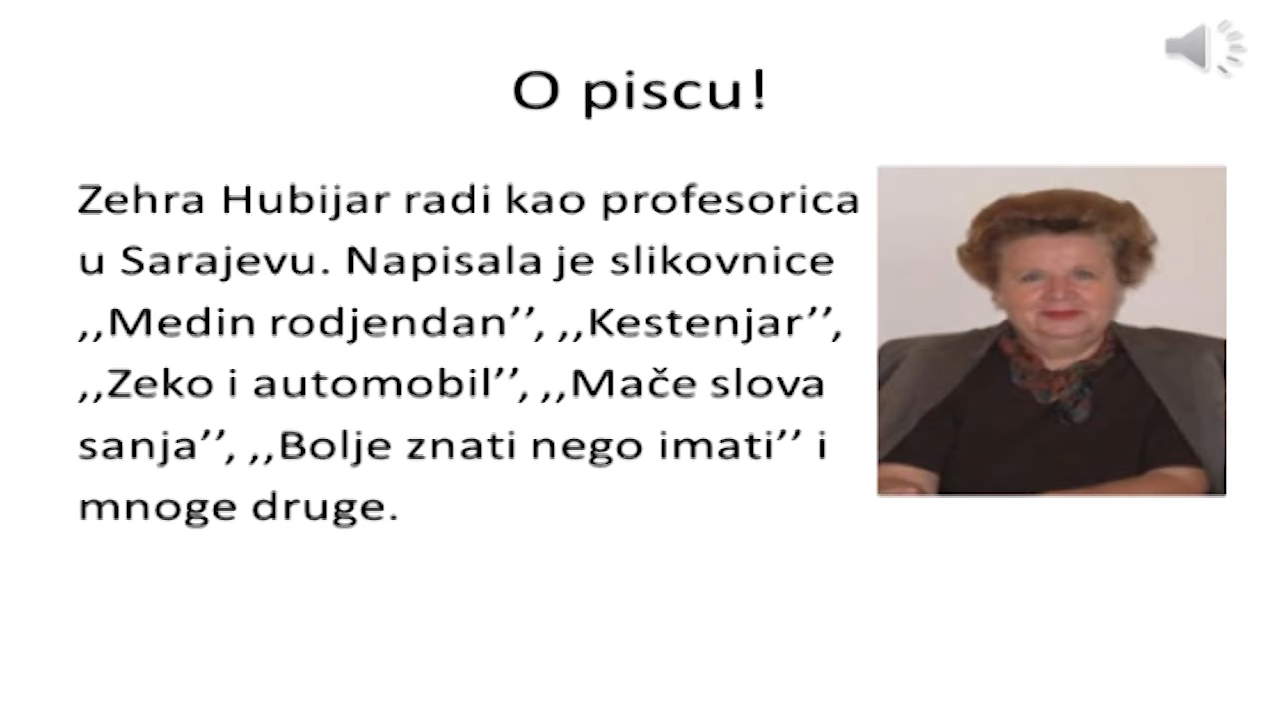 O piscu!
Zehra Hubijar radi kao profesorica
u Sarajevu. Napisala je slikovnice
,,Medin rodjendan’’, ,,Kestenjar’’,
,,Zeko i automobil’’, ,,Mače slova
sanja’’, ,,Bolje znati nego imati’’ i
mnoge druge.